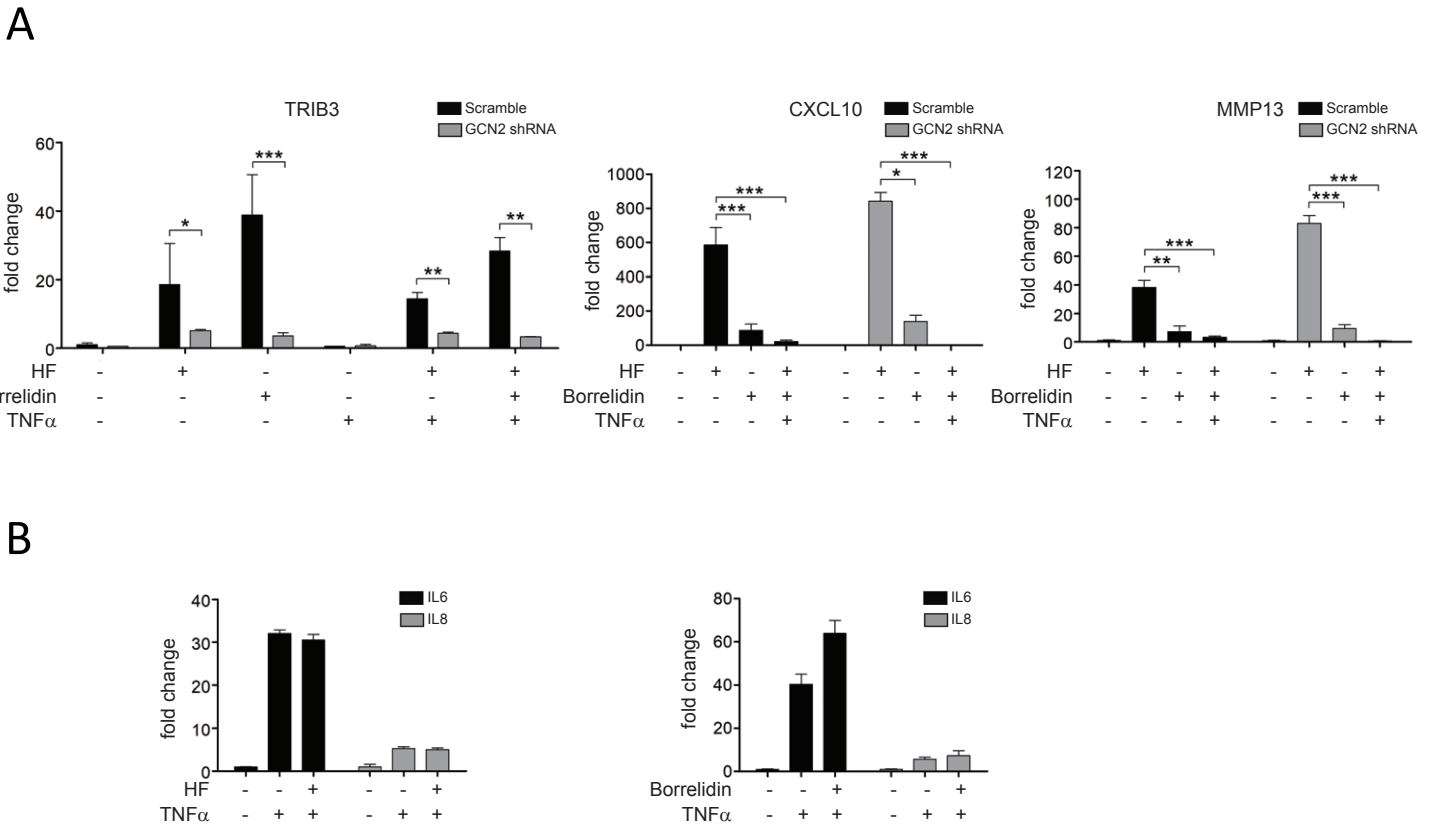 A
TRIB3
Scramble
GCN2 shRNA
fold change
60
40
20
0
*
***
**
**
HF - + - - + +
rrelidin - - + - - +
TNFα - - - + + +
CXCL10
Scramble
GCN2 shRNA
fold change
1000
800
600
400
200
0
***
***
***
*
HF - + - + - + - +
Borrelidin - - + + - - + +
TNFα - - - + - - - +
MMP13
Scramble
GCN2 shRNA
fold change
120
100
80
60
40
20
0
***
**
***
***
HF - + - + - + - +
Borrelidin - - + + - - + +
TNFα - - - + - - - +
B
IL6
IL8
fold change
40
30
20
10
0
HF - - + - - +
TNFα - + + - + +
IL6
IL8
fold change
80
60
40
20
0
Borrelidin - - + - - +
TNFα - + + - + +